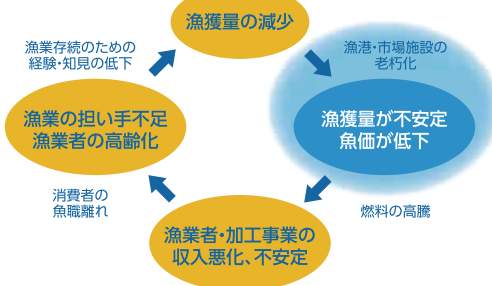 漁獲量の減少
漁業存続のための
経験・知見の低下
漁港・市場施設の
老朽化
漁業の担い手不足
漁業者の高齢化
漁獲量が不安定
魚価が低下
消費者の
魚職離れ
燃料の高騰
漁業者・加工事業の
収入悪化、不安定